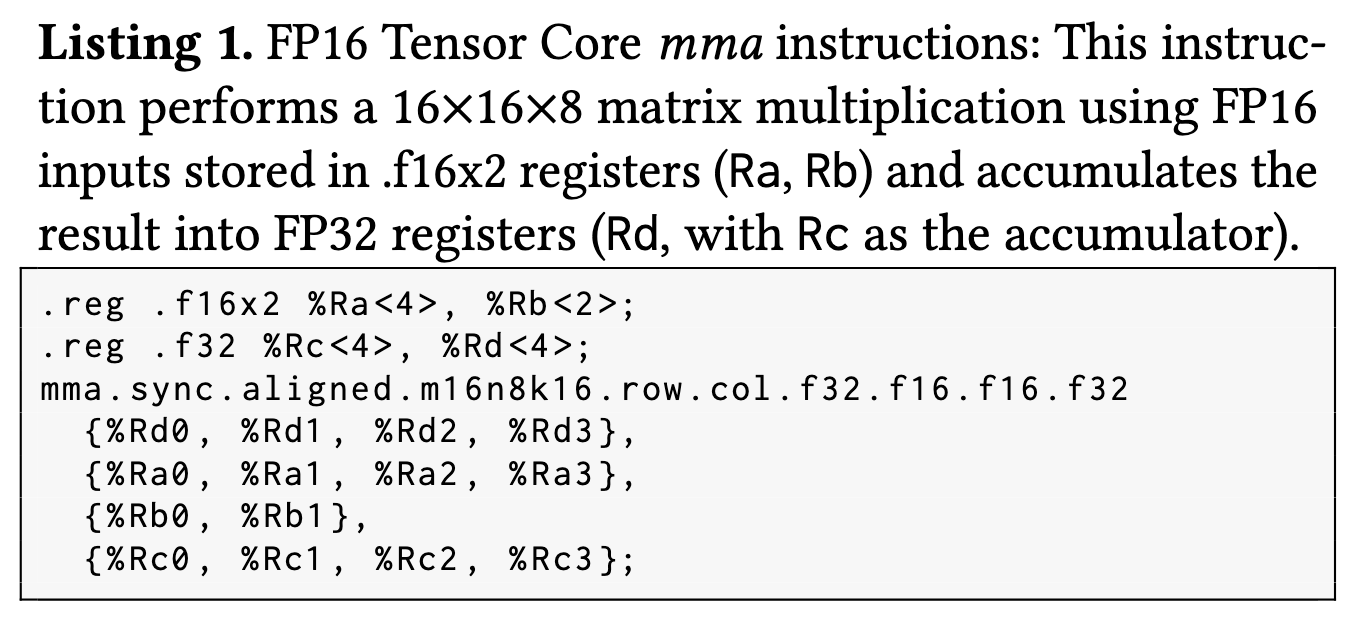 Listing 1. FP16 Tensor Core mma instructions: This instruc-
tion performs a 16×16×8 matrix multiplication using FP16
inputs stored in .f16x2 registers (Ra, Rb) and accumulates the
result into FP32 registers (Rd, with Rc as the accumulator).
.reg .f16x2 %Ra<4>, %Rb<2>;
.reg .f32 %Rc<4>, %Rd<4>;
mma.sync.aligned.m16n8k16.row.col.f32.f16.f16.f32
  {%Rd0, %Rd1, %Rd2, %Rd3},
  {%Ra0, %Ra1, %Ra2, %Ra3},
  {%Rb0, %Rb1},
  {%Rc0, %Rc1, %Rc2, %Rc3};